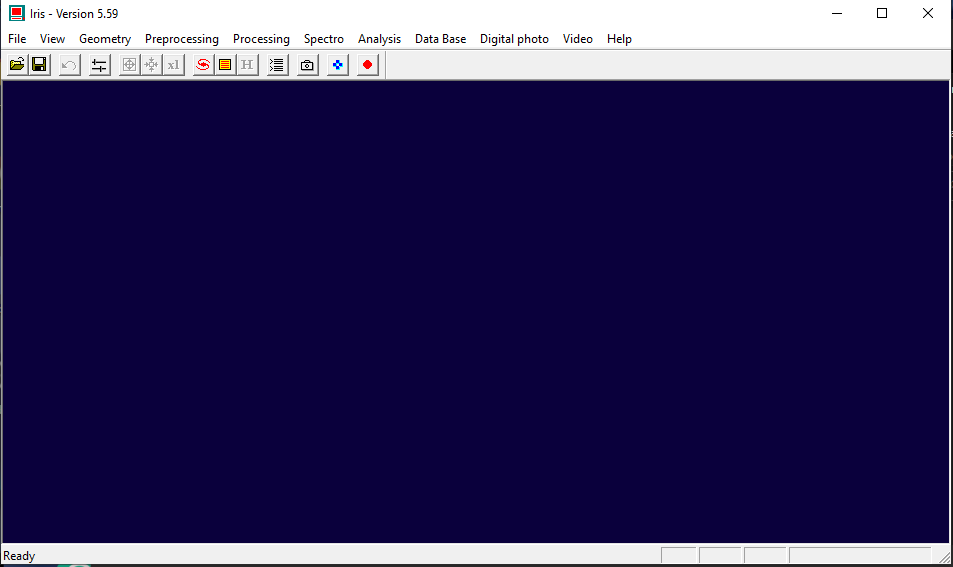 Iris - Version 5.59
File View Geometry Preprocessing Processing Spectro Analysis Data Base Digital photo Video Help
x1 H
Ready